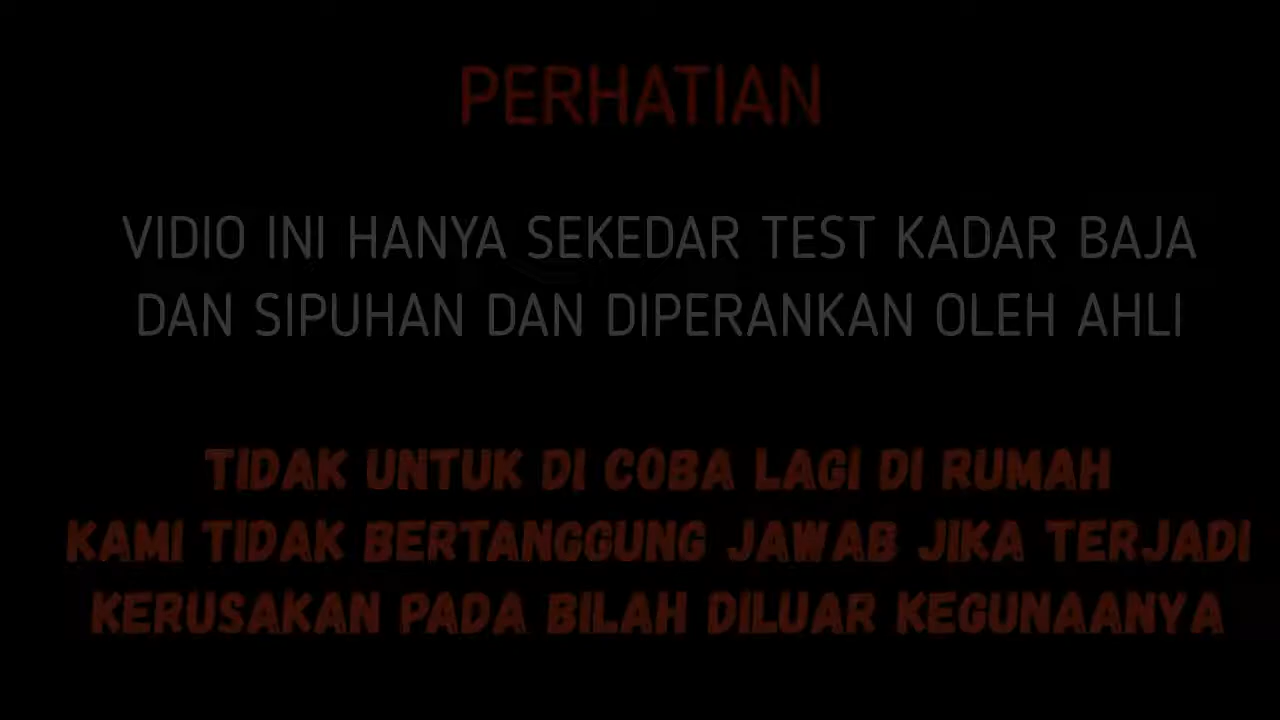 PERHATIAN
VIDIO INI HANYA SEKEDAR TEST KADAR BAJA
DAN SIPUHAN DAN DIPERANKAN OLEH AHLI
TIDAK UNTUK DI COBA LAGI DI RUMAH
KAMI TIDAK BERTANGGUNG JAWAB JIKA TERJADI
KERUSAKAN PADA BILAH DILUAR KEGUNAANYA